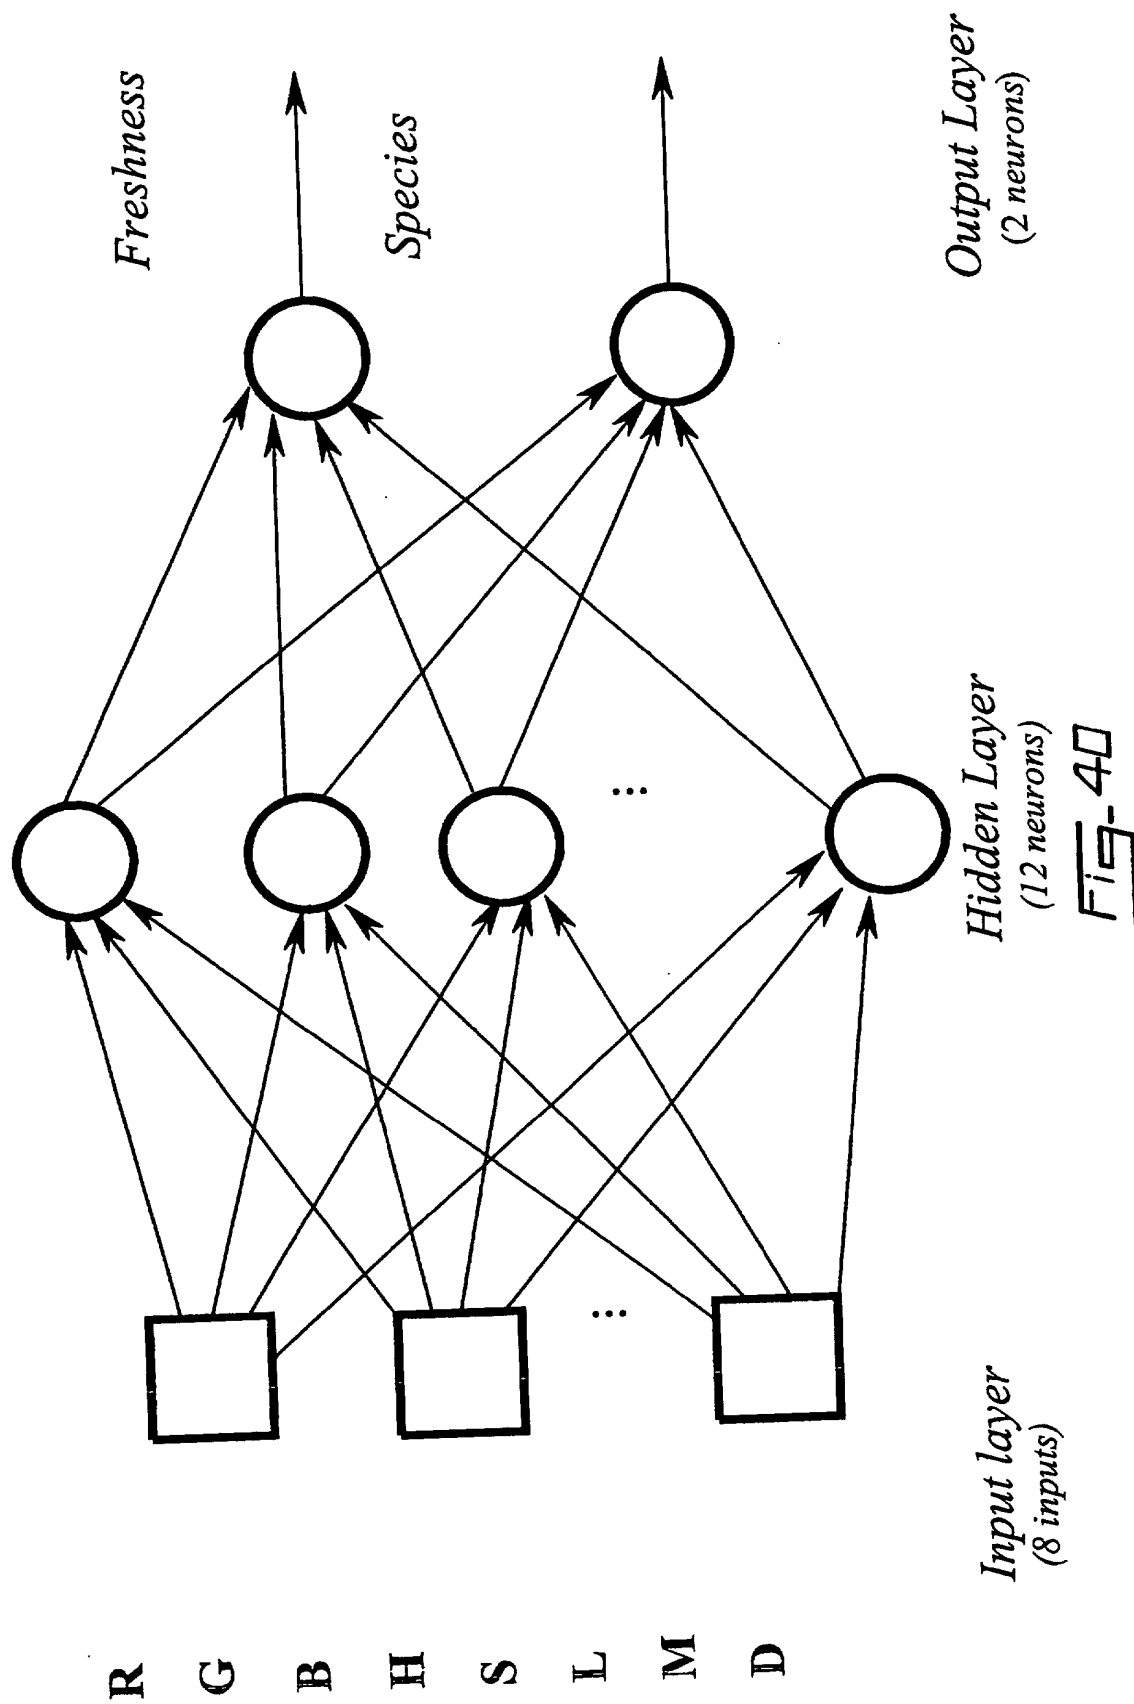 R
G
B
H
S
L
M
D
Input layer
(8 inputs)
...
Hidden Layer
(12 neurons)
...
Freshness
Species
Output Layer
(2 neurons)
Fig-40